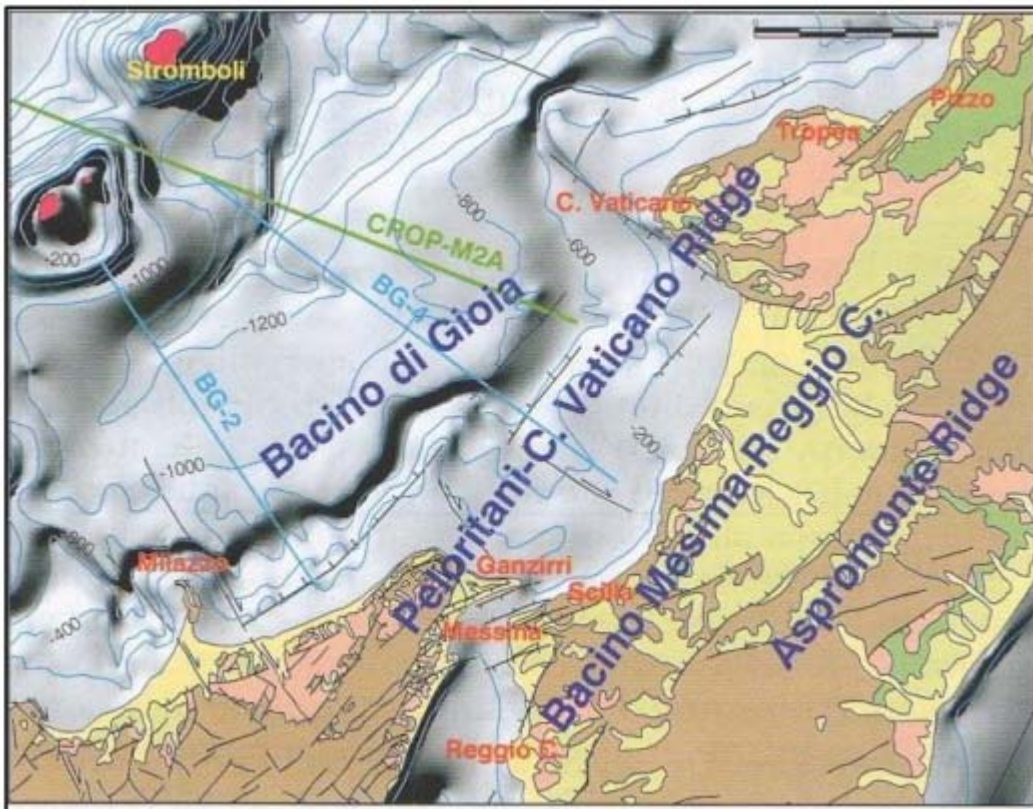 Stromboli
Pizzo
Tropea
C. Vaticano
-200
-1000
-800
-600
CROP-M2A
BG-4
-1200
BG-2
Bacino di Gioia
Peloritani-C. Vaticano Ridge
Bacino Mesima-Reggio C.
Aspromonte Ridge
-200
-1000
-800
Milazzo
Ganzirri
Scilla
Messina
-400
Reggio C.